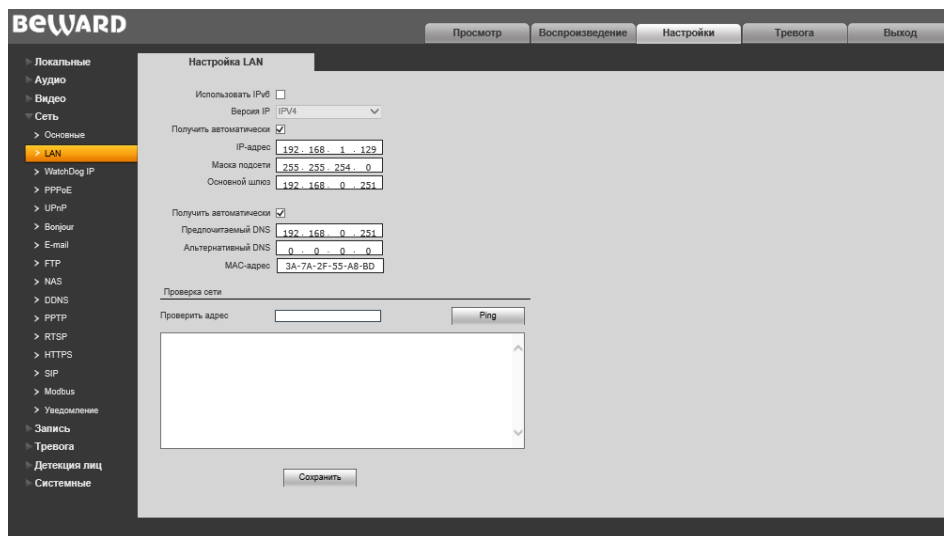 BEWARD
Просмотр Воспроизведение Настройки Тревога Выход
Локальные
Аудио
Видео
Сеть
Основные
LAN
WatchDog IP
PPPoE
UPnP
Bonjour
E-mail
FTP
NAS
DDNS
PPTP
RTSP
HTTPS
SIP
Modbus
Уведомление
Запись
Тревога
Детекция лиц
Системные
Настройка LAN
Использовать IPv6
Версия IP IPV4
Получить автоматически
IP-адрес 192. 168. 1 . 129
Маска подсети 255. 255. 254. 0
Основной шлюз 192. 168. 0 . 251
Получить автоматически
Предпочитаемый DNS 192. 168. 0 . 251
Альтернативный DNS 0 . 0 . 0 . 0
MAC-адрес 3A-7A-2F-55-A8-BD
Проверка сети
Проверить адрес Ping
Сохранить